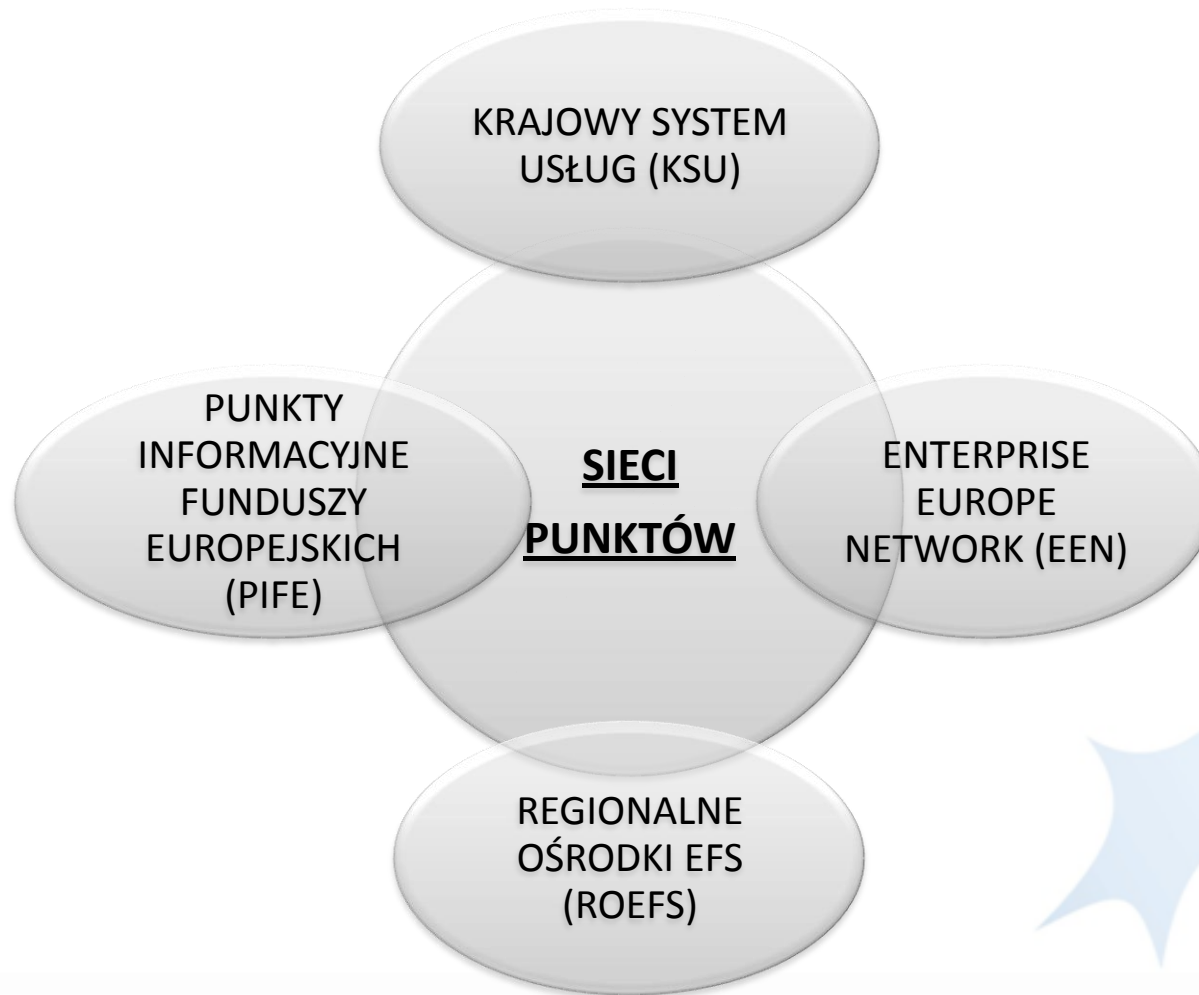 KRAJOWY SYSTEM
USŁUG (KSU)
PUNKTY
INFORMACYJNE
FUNDUSZY
EUROPEJSKICH
(PIFE)
SIECI
PUNKTÓW
ENTERPRISE
EUROPE
NETWORK (EEN)
REGIONALNE
OŚRODKI EFS
(ROEFS)